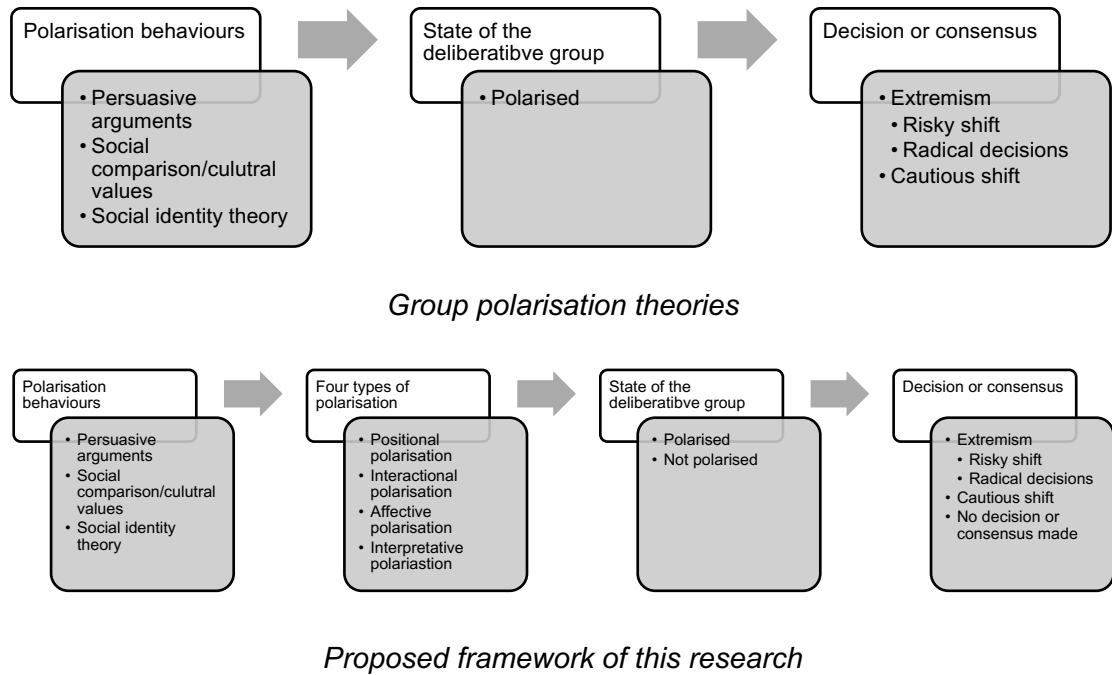 Polarisation behaviours
• Persuasive
arguments
• Social
comparison/culutral
values
• Social identity theory
State of the
deliberatibve group
• Polarised
Decision or consensus
• Extremism
• Risky shift
• Radical decisions
• Cautious shift
Group polarisation theories
Polarisation
behaviours
• Persuasive
arguments
• Social
comparison/culutral
values
• Social identity
theory
Four types of
polarisation
• Positional
polarisation
• Interactional
polarisation
• Affective
polarisation
• Interpretative
polariastion
State of the
deliberatibve group
• Polarised
• Not polarised
Decision or consensus
• Extremism
• Risky shift
• Radical decisions
• Cautious shift
• No decision or
consensus made
Proposed framework of this research